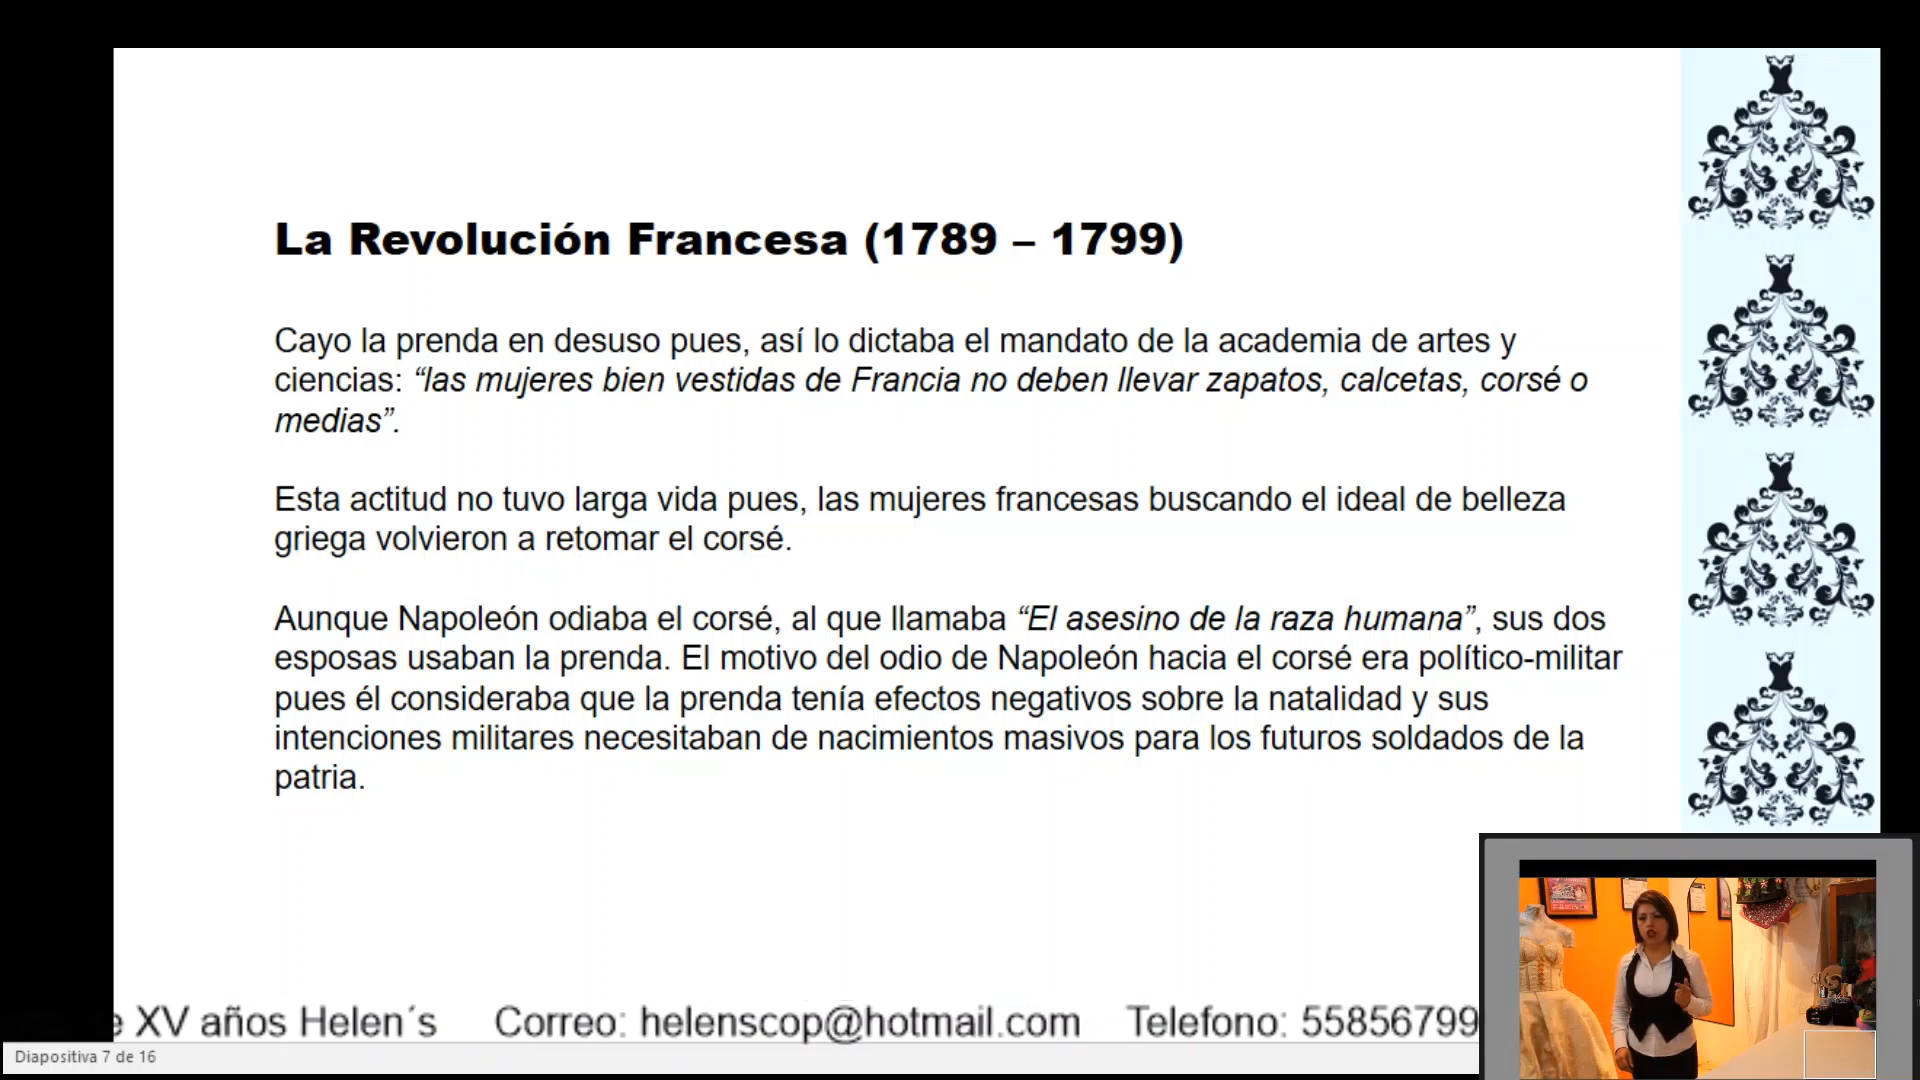 La Revolución Francesa (1789 – 1799)
Cayo la prenda en desuso pues, así lo dictaba el mandato de la academia de artes y
ciencias: “las mujeres bien vestidas de Francia no deben llevar zapatos, calcetas, corsé o
medias”.
Esta actitud no tuvo larga vida pues, las mujeres francesas buscando el ideal de belleza
griega volvieron a retomar el corsé.
Aunque Napoleón odiaba el corsé, al que llamaba “El asesino de la raza humana”, sus dos
esposas usaban la prenda. El motivo del odio de Napoleón hacia el corsé era político-militar
pues él consideraba que la prenda tenía efectos negativos sobre la natalidad y sus
intenciones militares necesitaban de nacimientos masivos para los futuros soldados de la
patria.
e XV años Helen´s Correo: helenscop@hotmail.com Telefono: 55856799
Diapositiva 7 de 16